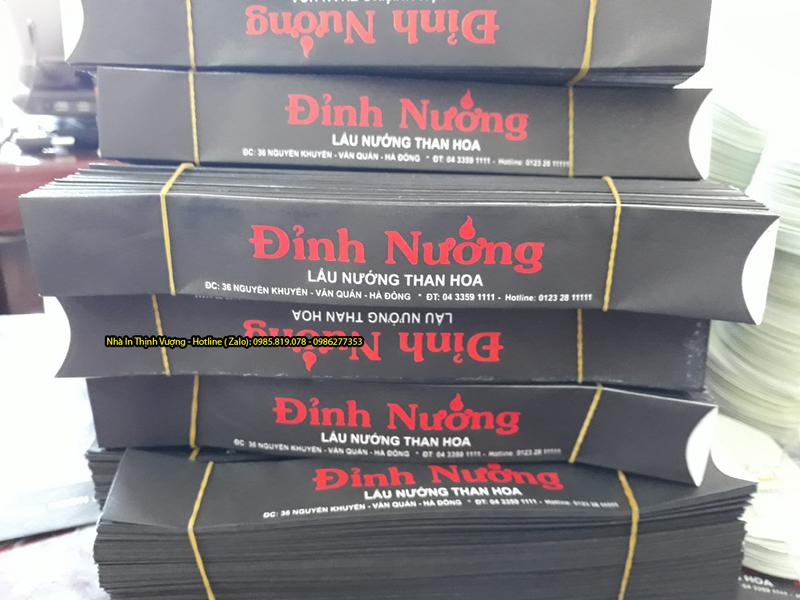 Đỉnh Nướng
Đỉnh Nướng
LẨU NƯỚNG THAN HOA
ĐC: 36 NGUYỄN KHUYẾN - VĂN QUÁN - HÀ ĐÔNG * ĐT: 04 3359 1111 - Hotline: 0123 28 11111
Đỉnh Nướng
LẨU NƯỚNG THAN HOA
ĐC: 36 NGUYỄN KHUYẾN - VĂN QUÁN - HÀ ĐÔNG * ĐT: 04 3359 1111 - Hotline: 0123 28 11111
LẨU NƯỚNG THAN HOA
Đỉnh Nướng
Nhà In Thịnh Vượng - Hotline ( Zalo): 0985.819.078 - 0986277353
Đỉnh Nướng
LẨU NƯỚNG THAN HOA
ĐC: 36 NGUYỄN KHUYẾN - VĂN QUÁN - HÀ ĐÔNG * ĐT: 04 3359 1111 - Hotline: 0123 28 11111
Đỉnh Nướng
LẨU NƯỚNG THAN HOA
ĐC: 36 NGUYỄN KHUYẾN - VĂN QUÁN - HÀ ĐÔNG * ĐT: 04 3359 1111 - Hotline: 0123 28 11111
HOA